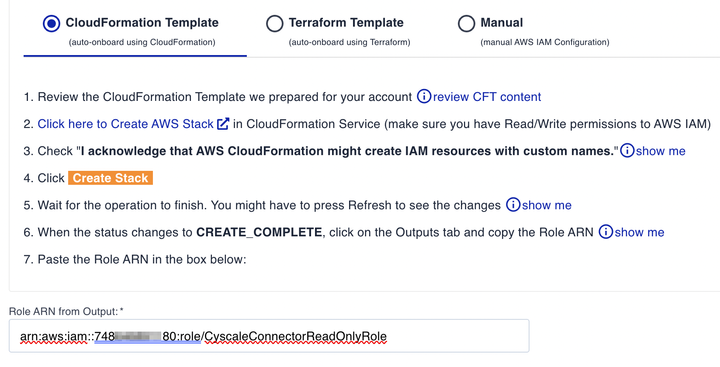 CloudFormation Template
(auto-onboard using CloudFormation)
Terraform Template
(auto-onboard using Terraform)
Manual
(manual AWS IAM Configuration)
1. Review the CloudFormation Template we prepared for your account review CFT content
2. Click here to Create AWS Stack in CloudFormation Service (make sure you have Read/Write permissions to AWS IAM)
3. Check "I acknowledge that AWS CloudFormation might create IAM resources with custom names." show me
4. Click Create Stack
5. Wait for the operation to finish. You might have to press Refresh to see the changes show me
6. When the status changes to CREATE_COMPLETE, click on the Outputs tab and copy the Role ARN show me
7. Paste the Role ARN in the box below:
Role ARN from Output:*
arn:aws:iam::748 80:role/CyscaleConnectorReadOnlyRole